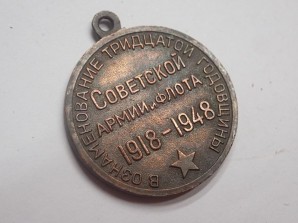 В ОЗНАМЕНОВАНИЕ ТРИДЦАТОЙ ГОДОВЩИНЫ
СОВЕТСКОЙ
АРМИИ и ФЛОТА
1918-1948